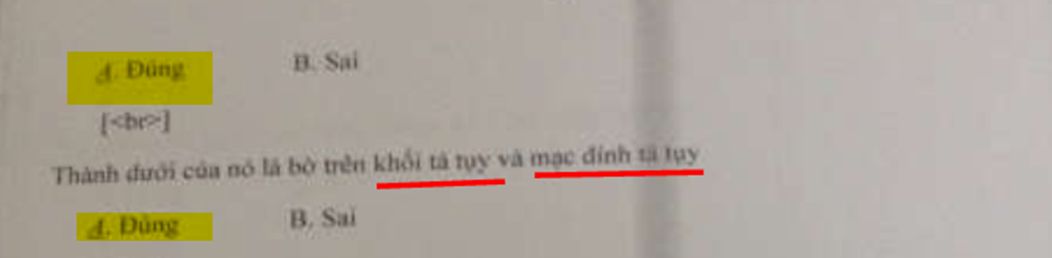 A. Đúng B. Sai
[<br>]
Thành dưới của nó là bờ trên khối tá tụy và mạc dính tá tụy
A. Đúng B. Sai